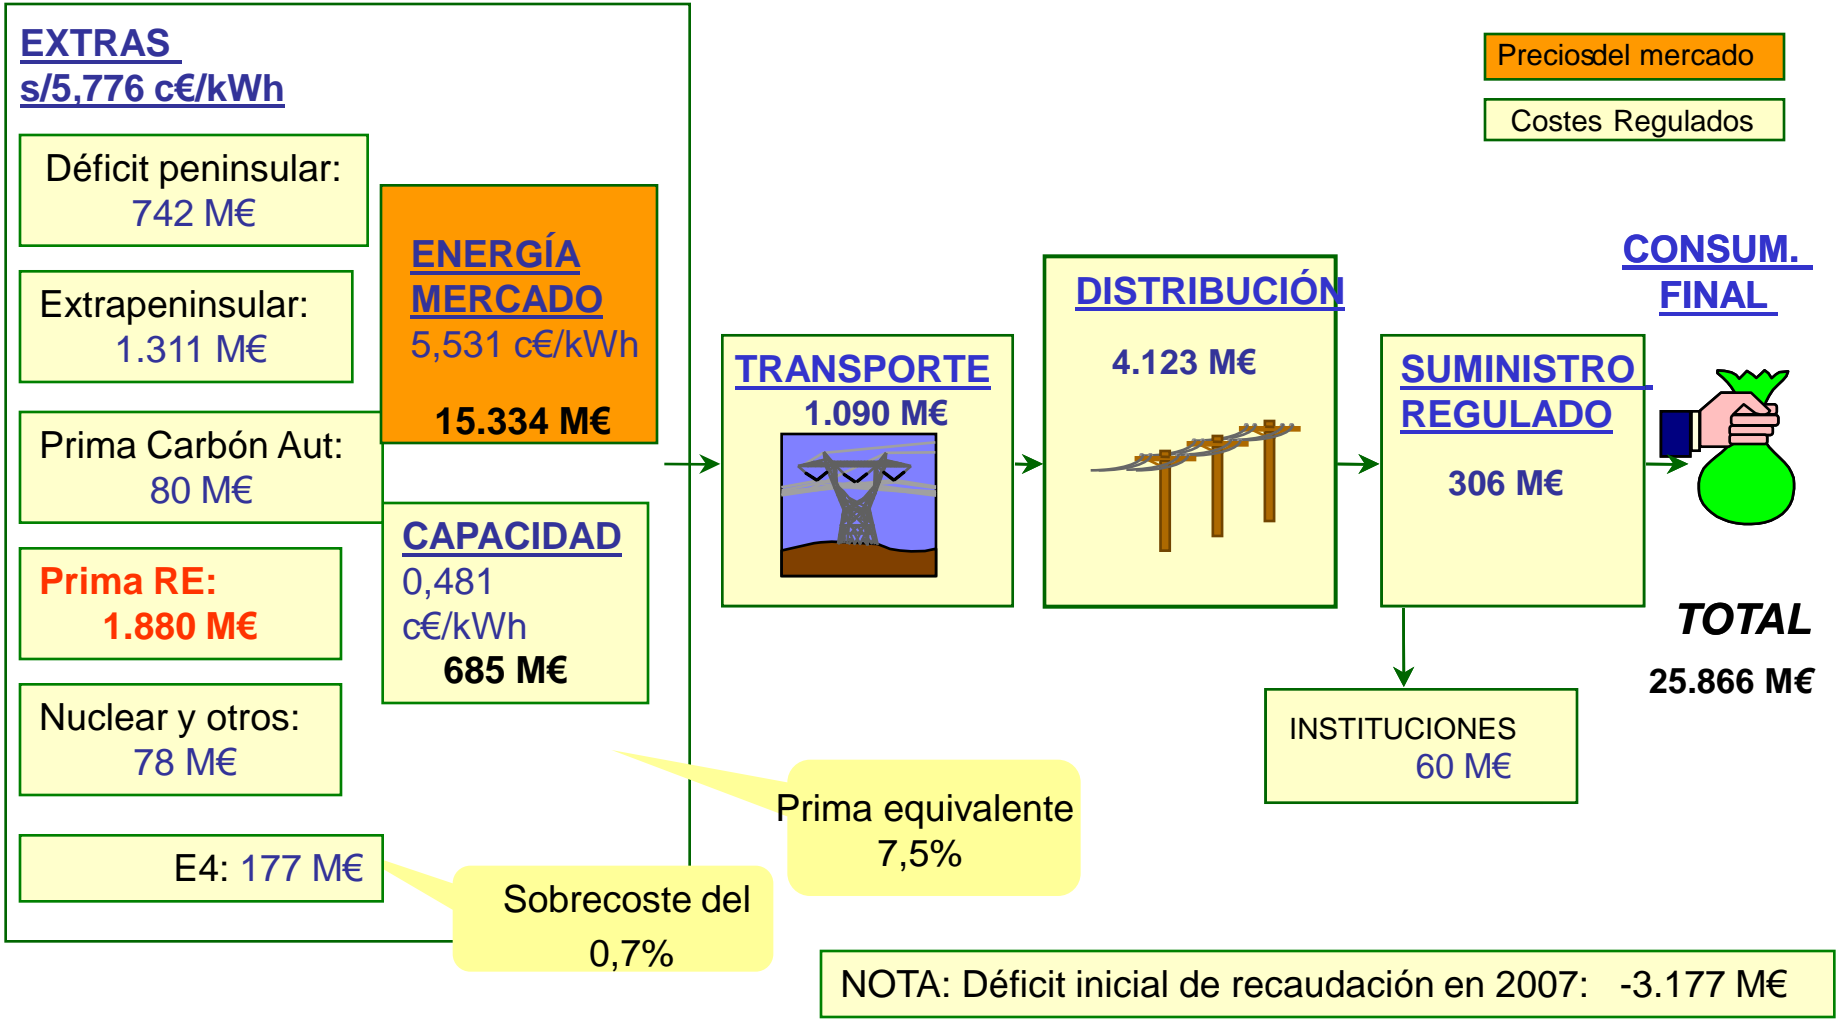 EXTRAS
s/5,776 c€/kWh
Déficit peninsular:
742 M€
Extrapeninsular:
1.311 M€
Prima Carbón Aut:
80 M€
Prima RE:
1.880 M€
Nuclear y otros:
78 M€
E4: 177 M€
ENERGÍA
MERCADO
5,531 c€/kWh
15.334 M€
CAPACIDAD
0,481
c€/kWh
685 M€
Prima equivalente
7,5%
Sobrecoste del
0,7%
TRANSPORTE
1.090 M€
DISTRIBUCIÓN
4.123 M€
SUMINISTRO
REGULADO
306 M€
INSTITUCIONES
60 M€
Preciosdel mercado
Costes Regulados
CONSUM.
FINAL
TOTAL
25.866 M€
NOTA: Déficit inicial de recaudación en 2007: -3.177 M€